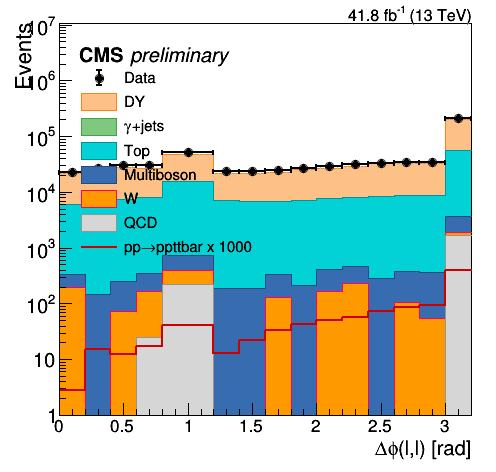 41.8 fb⁻¹ (13 TeV)
Events
CMS preliminary
Data
DY
γ+jets
Top
Multiboson
W
QCD
pp→ppttbar x 1000
10⁷
10⁶
10⁵
10⁴
10³
10²
10
1
0 0.5 1 1.5 2 2.5 3
Δϕ(l,l) [rad]